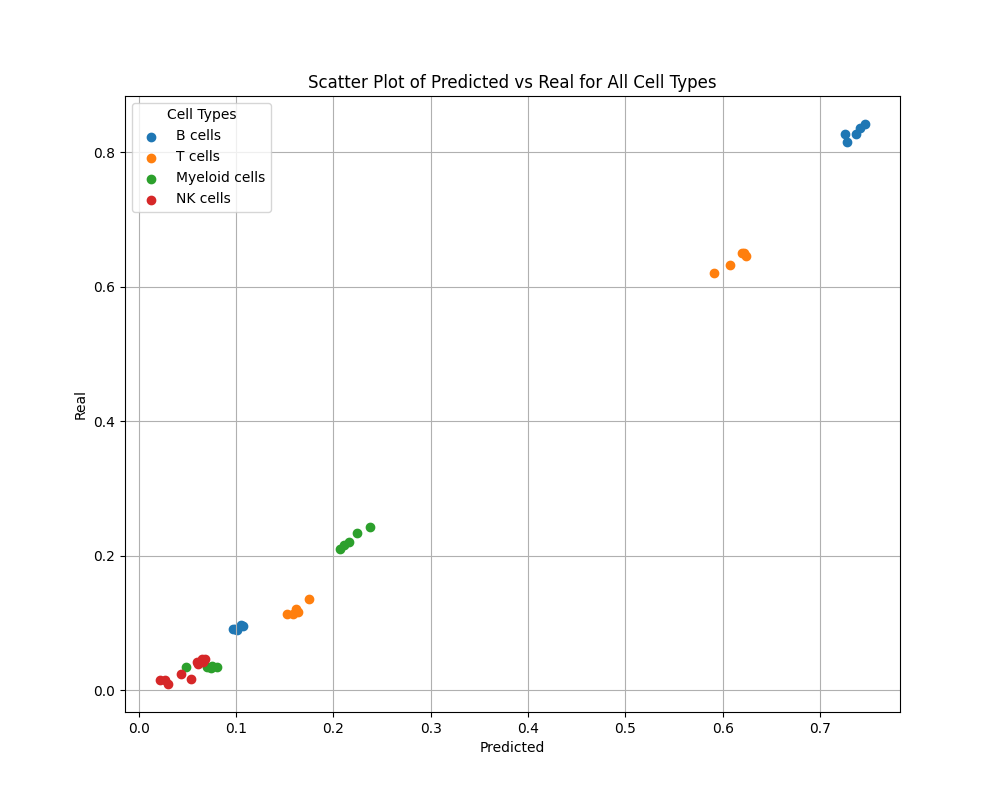 Scatter Plot of Predicted vs Real for All Cell Types
Cell Types
B cells
T cells
Myeloid cells
NK cells
0.8
0.6
0.4
0.2
0.0
Real
0.0 0.1 0.2 0.3 0.4 0.5 0.6 0.7
Predicted